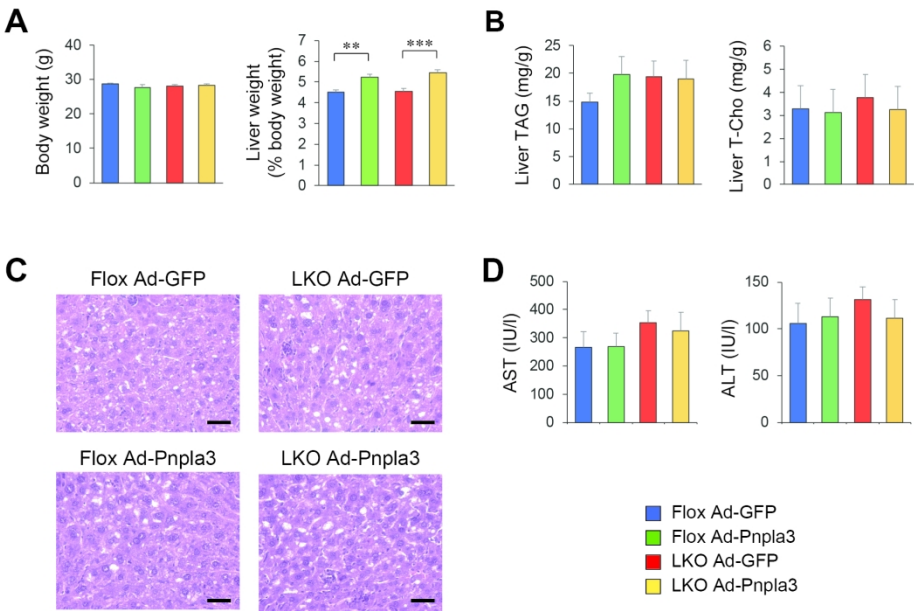 A
Body weight (g)
40
30
20
10
0
Liver weight
(% body weight)
7
6
5
4
3
2
1
0
**
***
B
Liver TAG (mg/g)
25
20
15
10
5
0
Liver T-Cho (mg/g)
6
5
4
3
2
1
0
C
Flox Ad-GFP
LKO Ad-GFP
Flox Ad-Pnpla3
LKO Ad-Pnpla3
D
AST (IU/l)
500
400
300
200
100
0
ALT (IU/l)
150
100
50
0
Flox Ad-GFP
Flox Ad-Pnpla3
LKO Ad-GFP
LKO Ad-Pnpla3